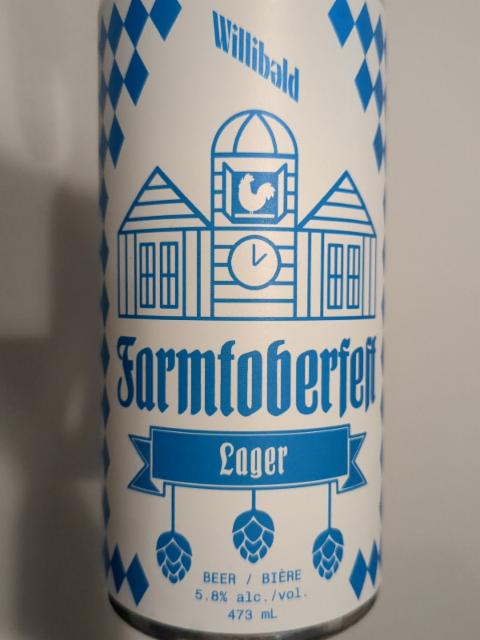 Willibald
Farmtoberfest
Lager
BEER / BIÈRE
5.8% alc./vol.
473 mL